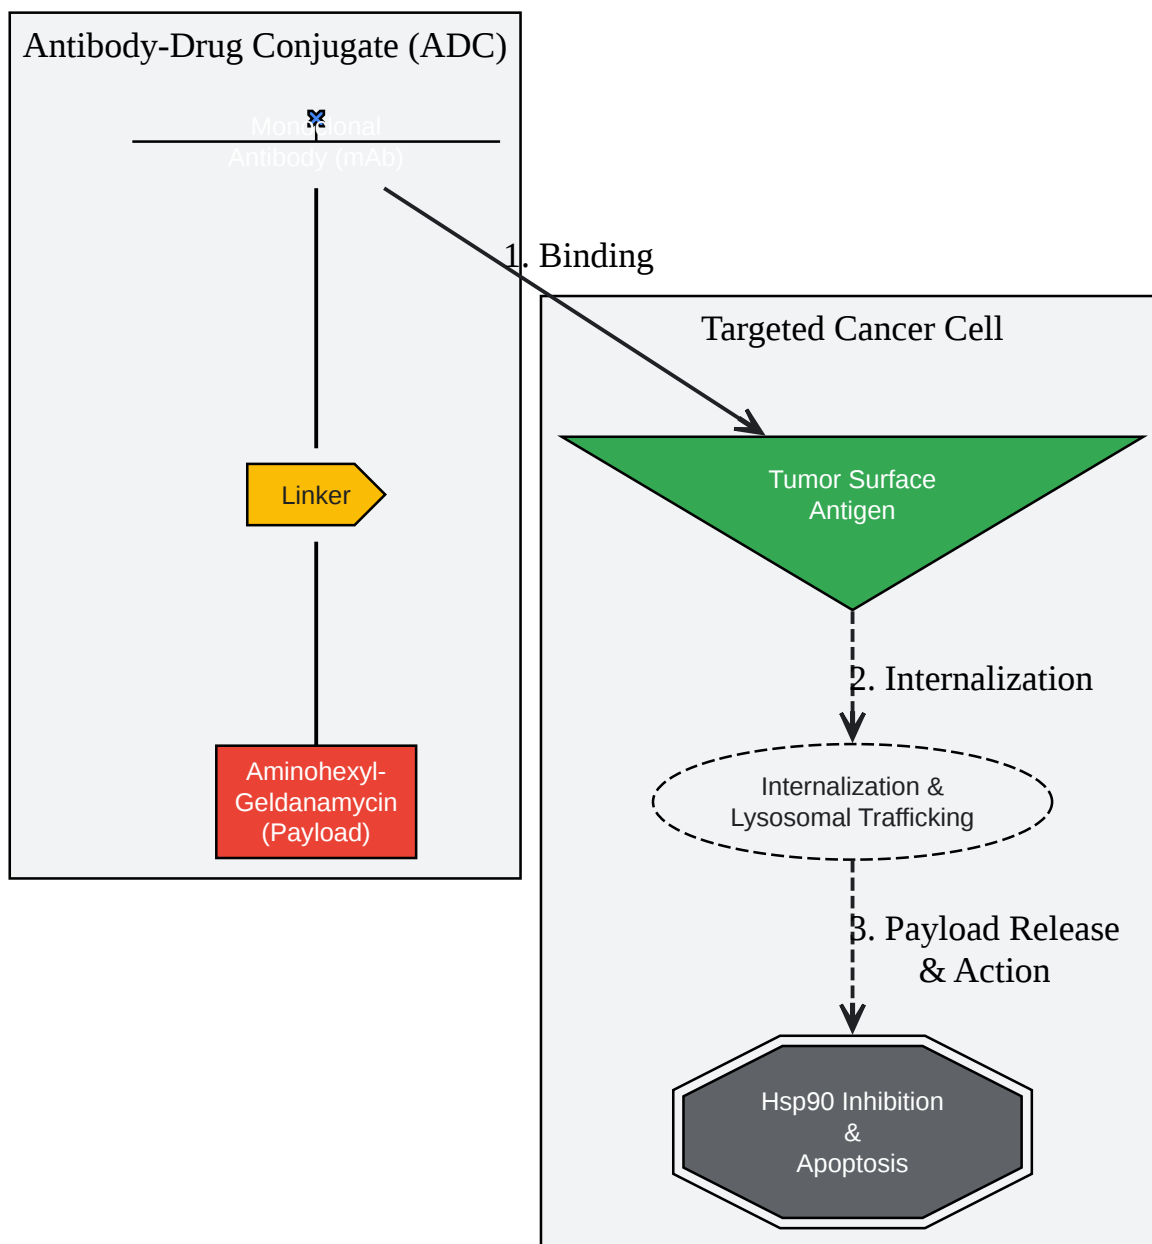 Antibody-Drug Conjugate (ADC)
Monoclonal
Antibody (mAb)
1. Binding
Targeted Cancer Cell
Linker
Tumor Surface
Antigen
2. Internalization
Aminohexyl-
Geldanamycin
(Payload)
Internalization &
Lysosomal Trafficking
3. Payload Release
& Action
Hsp90 Inhibition
&
Apoptosis